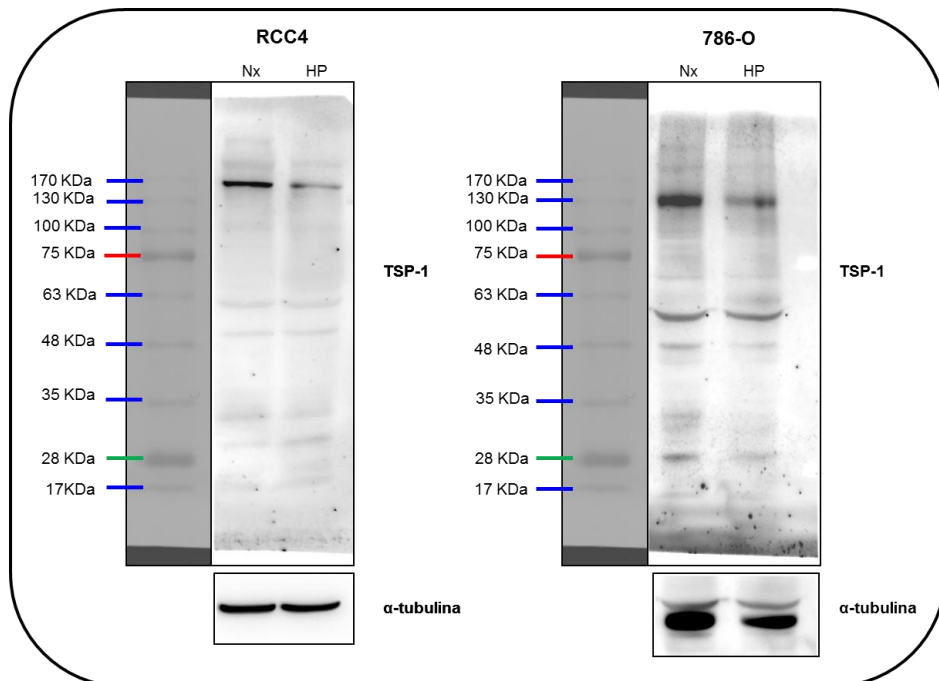 RCC4
Nx HP
170 KDa
130 KDa
100 KDa
75 KDa
63 KDa
48 KDa
35 KDa
28 KDa
17KDa
TSP-1
α-tubulina
786-O
Nx HP
170 KDa
130 KDa
100 KDa
75 KDa
63 KDa
48 KDa
35 KDa
28 KDa
17 KDa
TSP-1
α-tubulina